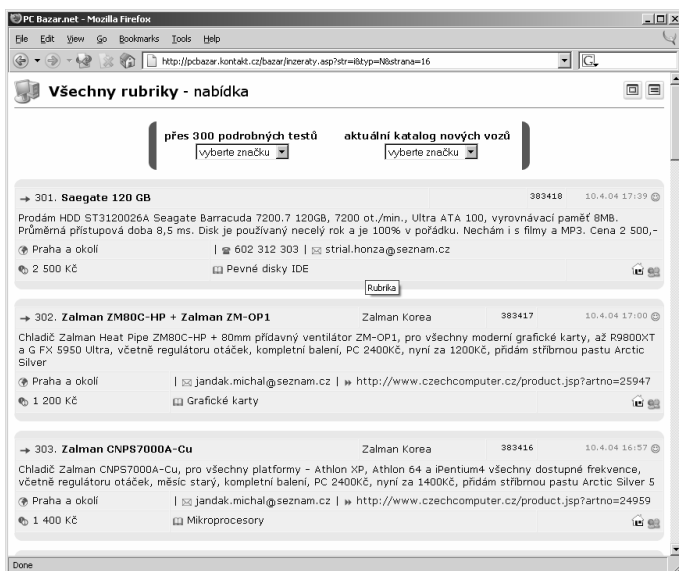 PC Bazar.net - Mozilla Firefox
File Edit View Go Bookmarks Tools Help
http://pcbazar.kontakt.cz/bazar/inzeraty.asp?str=i&typ=N&strana=16
G.
Všechny rubriky - nabídka
přes 300 podrobných testů aktuální katalog nových vozů
vyberte značku vyberte značku
301. Saegate 120 GB 383418 10.4.04 17:39
Prodám HDD ST3120026A Seagate Barracuda 7200.7 120GB, 7200 ot./min., Ultra ATA 100, vyrovnávací paměť 8MB.
Průměrná přístupová doba 8,5 ms. Disk je používaný necelý rok a je 100% v pořádku. Nechám i s filmy a MP3. Cena 2 500,-
Praha a okolí | 602 312 303 | strial.honza@seznam.cz
2 500 Kč Pevné disky IDE
Rubrika
302. Zalman ZM80C-HP + Zalman ZM-OP1 Zalman Korea 383417 10.4.04 17:00
Chladič Zalman Heat Pipe ZM80C-HP + 80mm přídavný ventilátor ZM-OP1, pro všechny moderní grafické karty, až R9800XT
a G FX 5950 Ultra, včetně regulátoru otáček, kompletní balení, PC 2400Kč, nyní za 1200Kč, přidám stříbrnou pastu Arctic
Silver
Praha a okolí | jandak.michal@seznam.cz | http://www.czechcomputer.cz/product.jsp?artno=25947
1 200 Kč Grafické karty
303. Zalman CNPS7000A-Cu Zalman Korea 383416 10.4.04 16:57
Chladič Zalman CNPS7000A-Cu, pro všechny platformy - Athlon XP, Athlon 64 a iPentium4 všechny dostupné frekvence,
včetně regulátoru otáček, měsíc starý, kompletní balení, PC 2400Kč, nyní za 1400Kč, přidám stříbrnou pastu Arctic Silver 5
Praha a okolí | jandak.michal@seznam.cz | http://www.czechcomputer.cz/product.jsp?artno=24959
1 400 Kč Mikroprocesory
Done